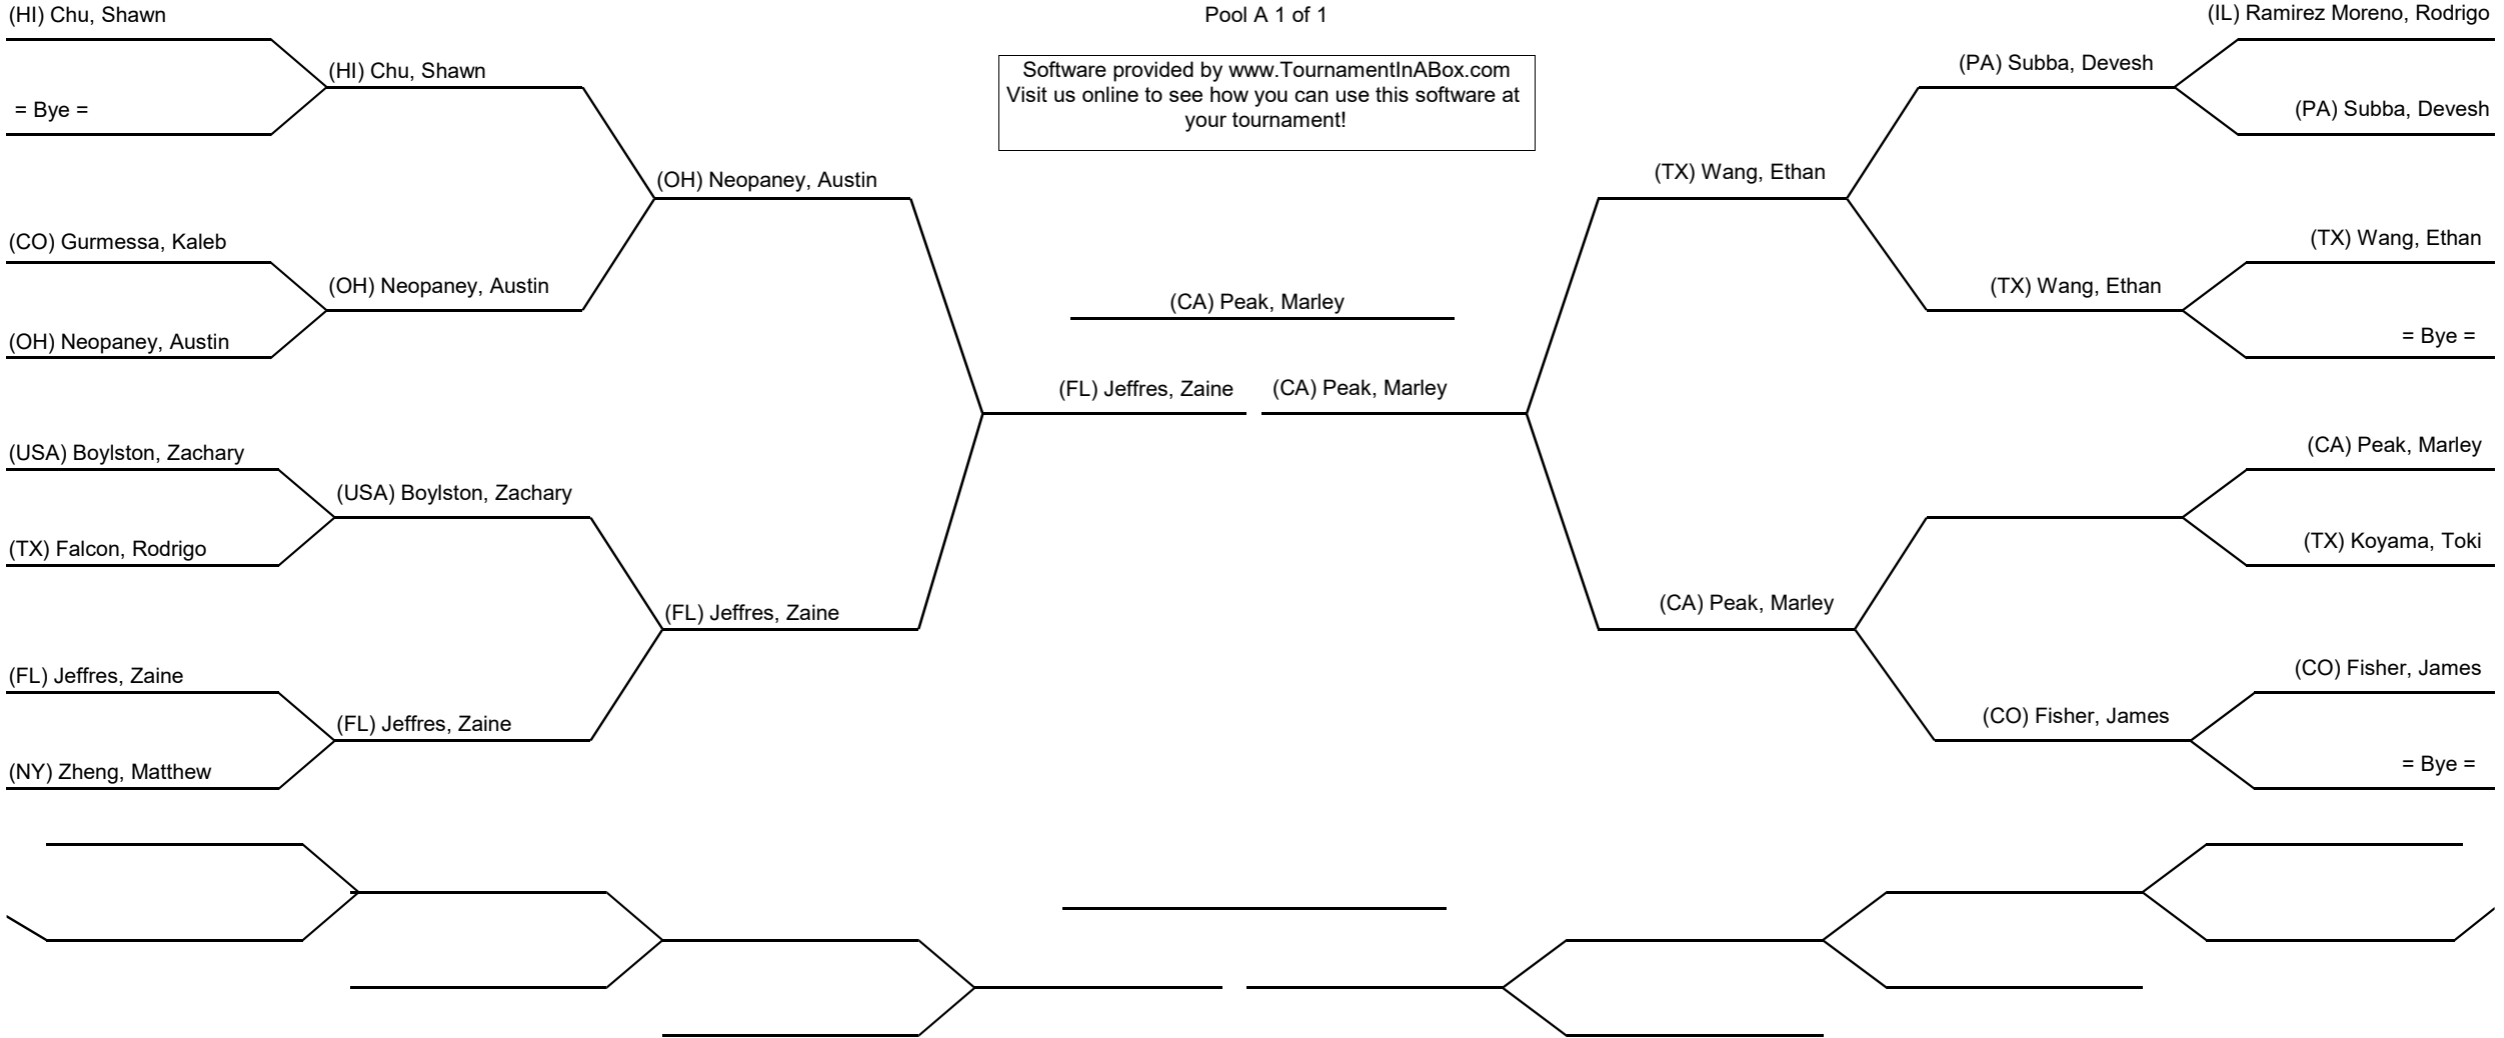 Pool A 1 of 1
Software provided by www.TournamentInABox.com
Visit us online to see how you can use this software at
your tournament!
(HI) Chu, Shawn
= Bye =
(CO) Gurmessa, Kaleb
(OH) Neopaney, Austin
(USA) Boylston, Zachary
(TX) Falcon, Rodrigo
(FL) Jeffres, Zaine
(NY) Zheng, Matthew
(HI) Chu, Shawn
(OH) Neopaney, Austin
(USA) Boylston, Zachary
(FL) Jeffres, Zaine
(OH) Neopaney, Austin
(FL) Jeffres, Zaine
(CA) Peak, Marley
(FL) Jeffres, Zaine
(CA) Peak, Marley
(TX) Wang, Ethan
(CA) Peak, Marley
(PA) Subba, Devesh
(TX) Wang, Ethan
(CO) Fisher, James
(IL) Ramirez Moreno, Rodrigo
(PA) Subba, Devesh
(TX) Wang, Ethan
= Bye =
(CA) Peak, Marley
(TX) Koyama, Toki
(CO) Fisher, James
= Bye =